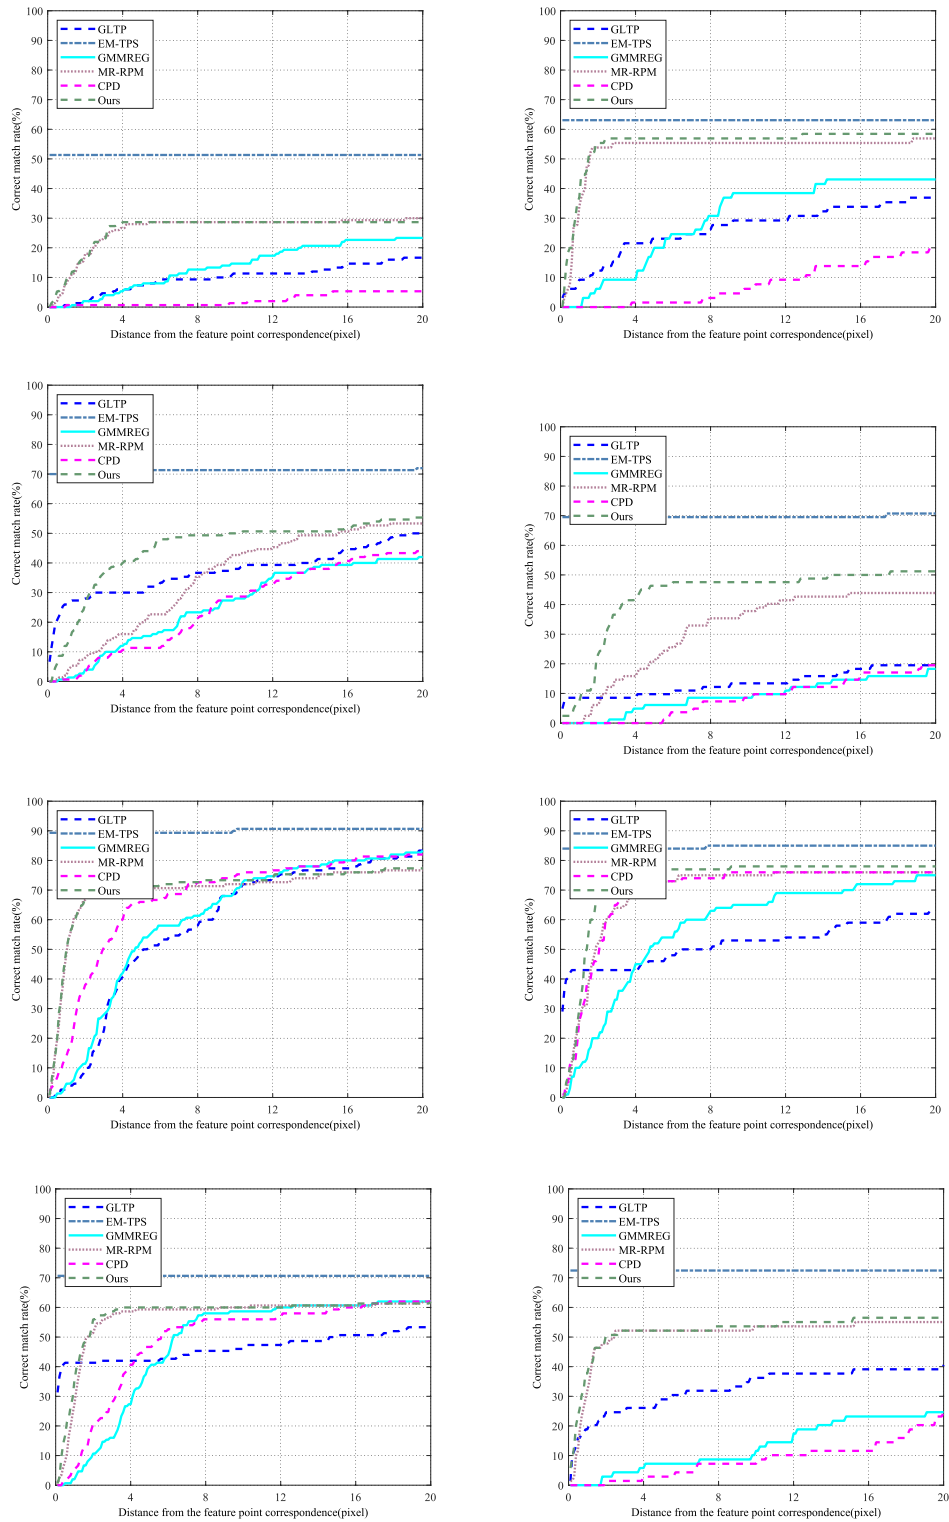 100
90
80
70
60
50
40
30
20
10
0
Correct match rate(%)
GLTP
EM-TPS
GMMREG
MR-RPM
CPD
Ours
0 4 8 12 16 20
Distance from the feature point correspondence(pixel)
100
90
80
70
60
50
40
30
20
10
0
Correct match rate(%)
GLTP
EM-TPS
GMMREG
MR-RPM
CPD
Ours
0 4 8 12 16 20
Distance from the feature point correspondence(pixel)
100
90
80
70
60
50
40
30
20
10
0
Correct match rate(%)
GLTP
EM-TPS
GMMREG
MR-RPM
CPD
Ours
0 4 8 12 16 20
Distance from the feature point correspondence(pixel)
100
90
80
70
60
50
40
30
20
10
0
Correct match rate(%)
GLTP
EM-TPS
GMMREG
MR-RPM
CPD
Ours
0 4 8 12 16 20
Distance from the feature point correspondence(pixel)
100
90
80
70
60
50
40
30
20
10
0
Correct match rate(%)
GLTP
EM-TPS
GMMREG
MR-RPM
CPD
Ours
0 4 8 12 16 20
Distance from the feature point correspondence(pixel)
100
90
80
70
60
50
40
30
20
10
0
Correct match rate(%)
GLTP
EM-TPS
GMMREG
MR-RPM
CPD
Ours
0 4 8 12 16 20
Distance from the feature point correspondence(pixel)
100
90
80
70
60
50
40
30
20
10
0
Correct match rate(%)
GLTP
EM-TPS
GMMREG
MR-RPM
CPD
Ours
0 4 8 12 16 20
Distance from the feature point correspondence(pixel)
100
90
80
70
60
50
40
30
20
10
0
Correct match rate(%)
GLTP
EM-TPS
GMMREG
MR-RPM
CPD
Ours
0 4 8 12 16 20
Distance from the feature point correspondence(pixel)